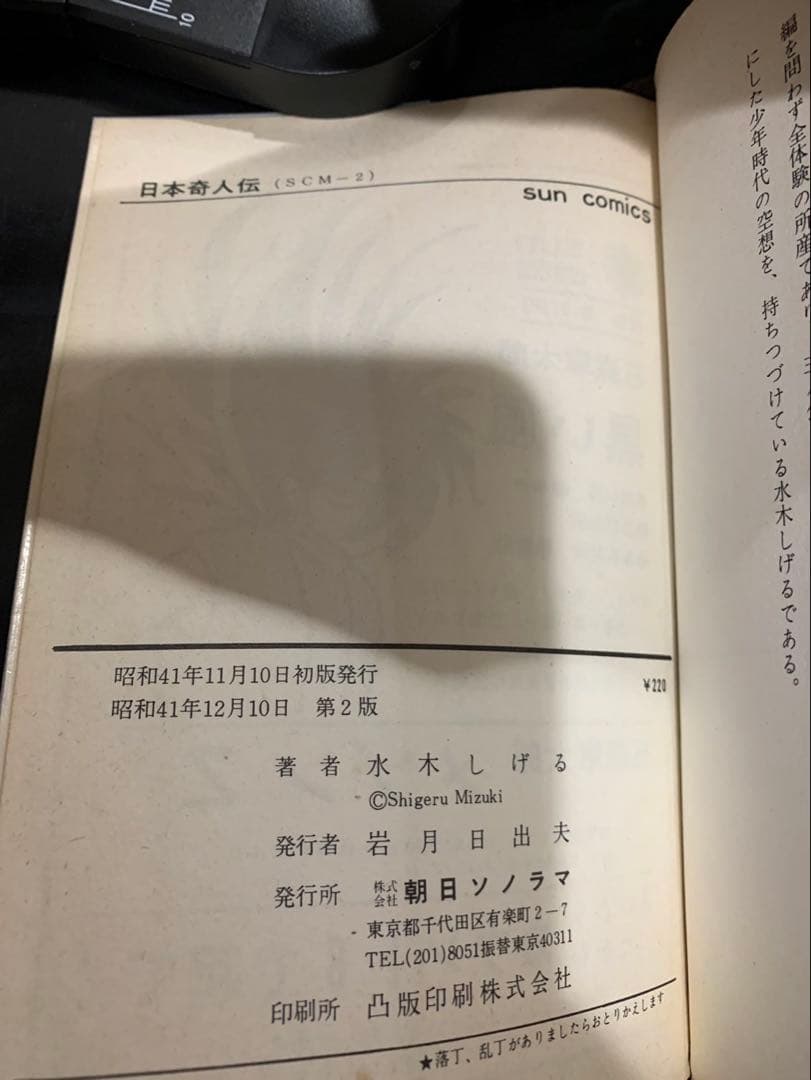 編を問わず全体験の所産であり
にした少年時代の空想を、持ちつづけている水木しげるである。
日本奇人伝（SCM－2）
sun comics
昭和41年11月10日初版発行
¥220
昭和41年12月10日　第2版
著者　水木しげる
©Shigeru Mizuki
発行者　岩月日出夫
発行所　株式会社 朝日ソノラマ
東京都千代田区有楽町2－7
TEL(201)8051振替東京40311
印刷所　凸版印刷株式会社
★落丁、乱丁がありましたらおとりかえします